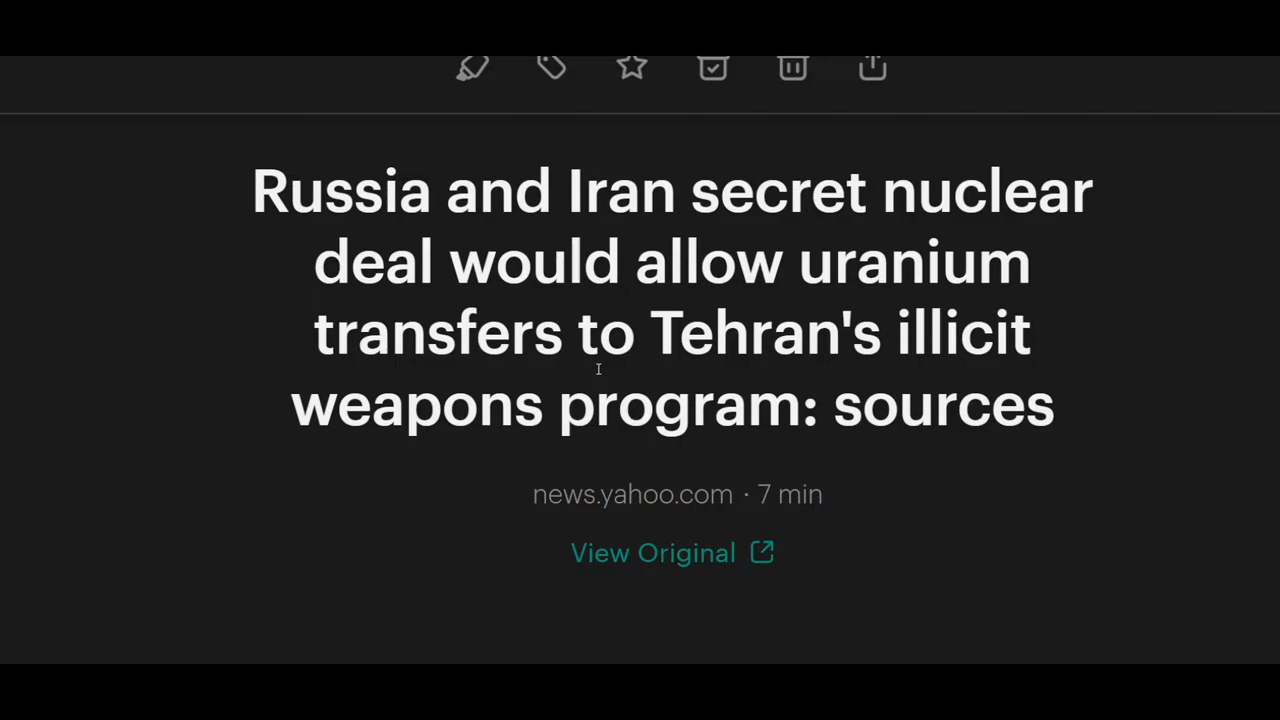 Russia and Iran secret nuclear
deal would allow uranium
transfers to Tehran's illicit
weapons program: sources
news.yahoo.com · 7 min
View Original